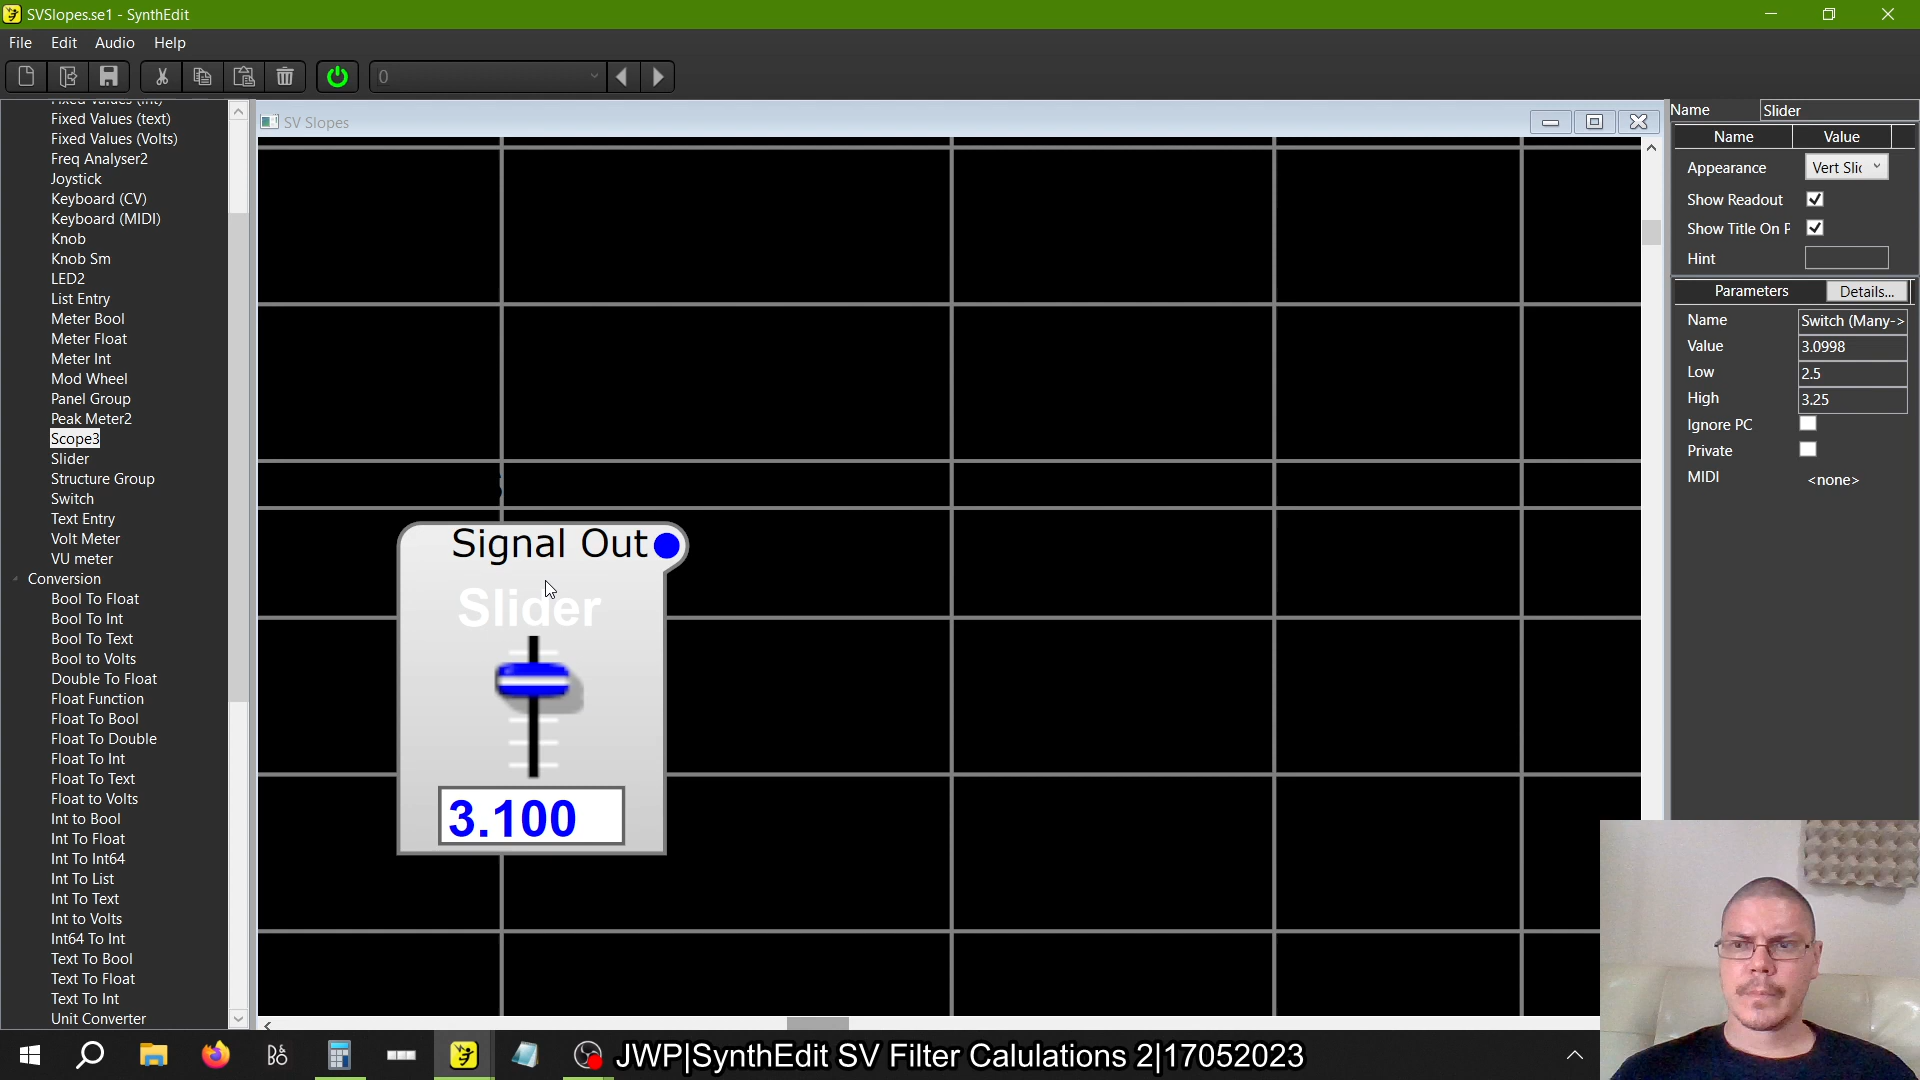 SVSlopes.se1 - SynthEdit
File Edit Audio Help
0
Fixed Values (int)
Fixed Values (text)
Fixed Values (Volts)
Freq Analyser2
Joystick
Keyboard (CV)
Keyboard (MIDI)
Knob
Knob Sm
LED2
List Entry
Meter Bool
Meter Float
Meter Int
Mod Wheel
Panel Group
Peak Meter2
Scope3
Slider
Structure Group
Switch
Text Entry
Volt Meter
VU meter
Conversion
Bool To Float
Bool To Int
Bool To Text
Bool to Volts
Double To Float
Float Function
Float To Bool
Float To Double
Float To Int
Float To Text
Float to Volts
Int to Bool
Int To Float
Int To Int64
Int To List
Int To Text
Int to Volts
Int64 To Int
Text To Bool
Text To Float
Text To Int
Unit Converter
SV Slopes
Signal Out
Slider
3.100
Name Slider
Name Value
Appearance Vert Slic
Show Readout
Show Title On P
Hint
Parameters Details...
Name Switch (Many->
Value 3.0998
Low 2.5
High 3.25
Ignore PC
Private
MIDI <none>
JWP|SynthEdit SV Filter Calulations 2|17052023